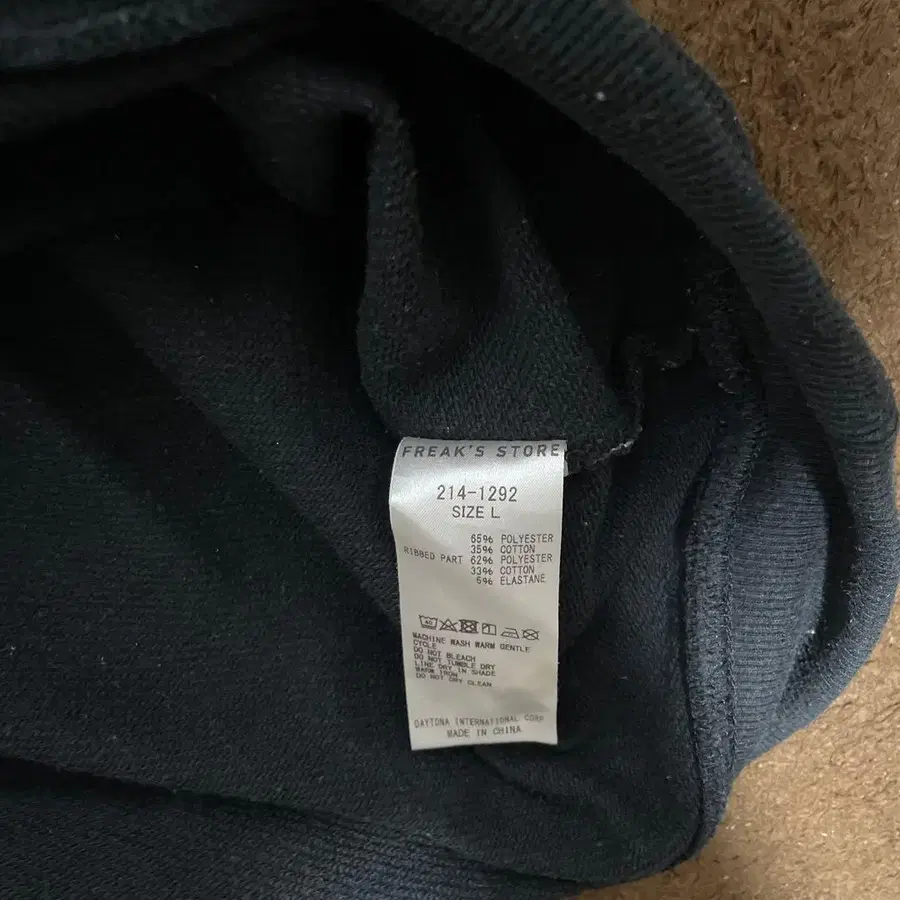 FREAK'S STORE
214-1292
SIZE L
65% POLYESTER
35% COTTON
RIBBED PART 62% POLYESTER
33% COTTON
5% ELASTANE
40
MACHINE WASH WARM GENTLE
CYCLE
DO NOT BLEACH
DO NOT TUMBLE DRY
LINE DRY IN SHADE
WARM IRON
DO NOT DRY CLEAN
DAYTONA INTERNATIONAL CORP
MADE IN CHINA